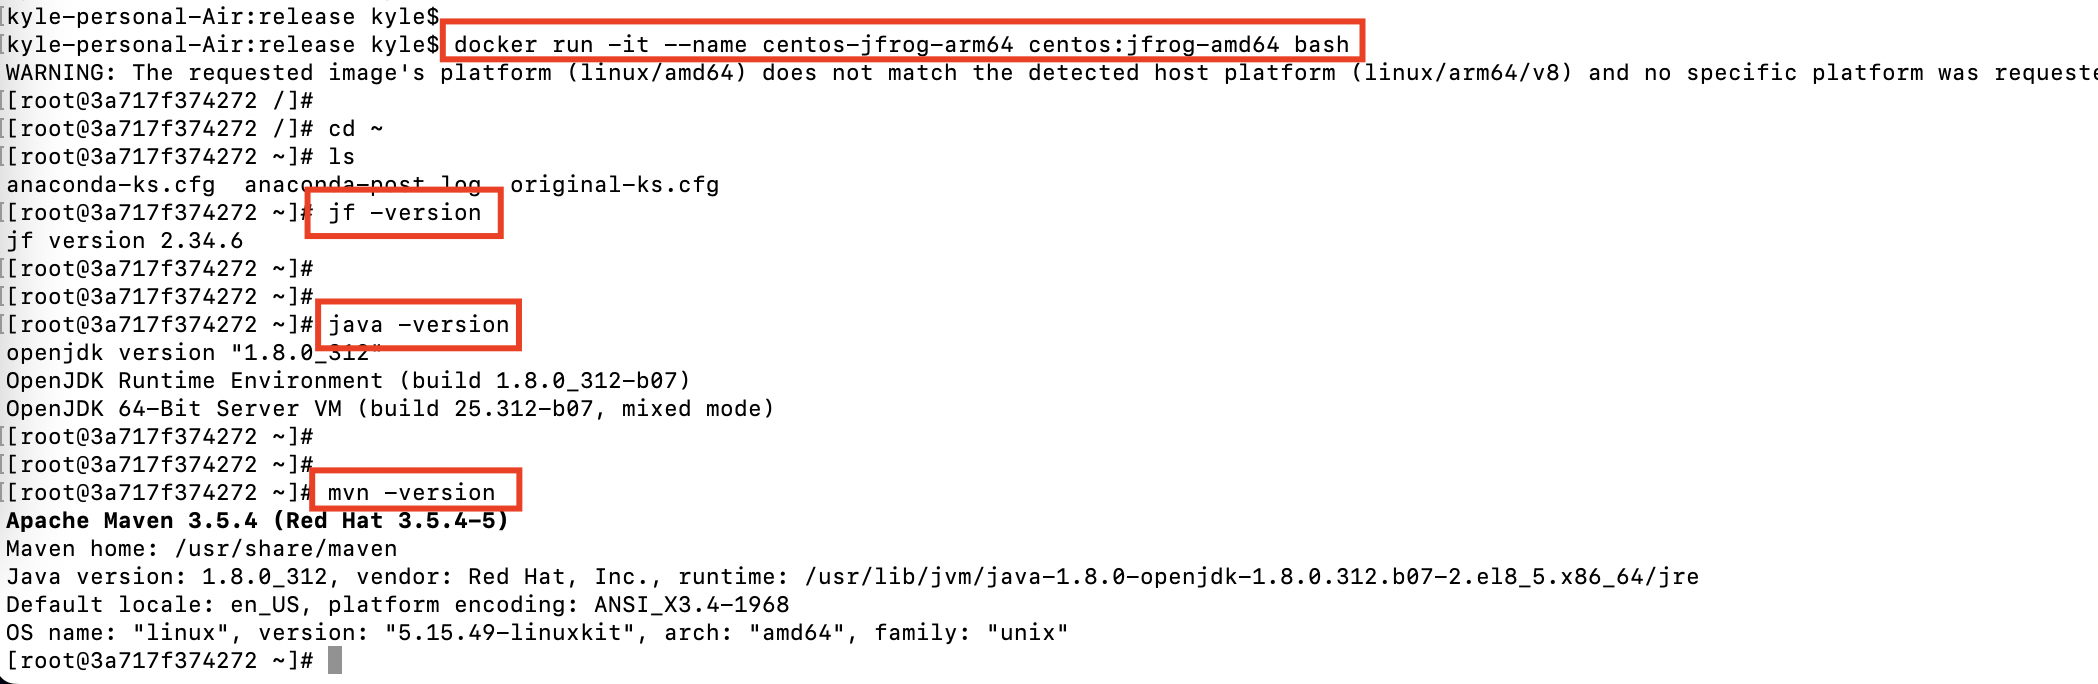 [kyle-personal-Air:release kyle$
[kyle-personal-Air:release kyle$ docker run -it --name centos-jfrog-arm64 centos:jfrog-amd64 bash
WARNING: The requested image's platform (linux/amd64) does not match the detected host platform (linux/arm64/v8) and no specific platform was
[[root@3a717f374272 /]#
[[root@3a717f374272 /]# cd ~
[[root@3a717f374272 ~]# ls
anaconda-ks.cfg  anaconda-post.log  original-ks.cfg
[[root@3a717f374272 ~]# jf -version
jf version 2.34.6
[[root@3a717f374272 ~]#
[[root@3a717f374272 ~]#
[[root@3a717f374272 ~]# java -version
openjdk version "1.8.0_312"
OpenJDK Runtime Environment (build 1.8.0_312-b07)
OpenJDK 64-Bit Server VM (build 25.312-b07, mixed mode)
[[root@3a717f374272 ~]#
[[root@3a717f374272 ~]#
[[root@3a717f374272 ~]# mvn -version
Apache Maven 3.5.4 (Red Hat 3.5.4-5)
Maven home: /usr/share/maven
Java version: 1.8.0_312, vendor: Red Hat, Inc., runtime: /usr/lib/jvm/java-1.8.0-openjdk-1.8.0.312.b07-2.el8_5.x86_64/jre
Default locale: en_US, platform encoding: ANSI_X3.4-1968
OS name: "linux", version: "5.15.49-linuxkit", arch: "amd64", family: "unix"
[root@3a717f374272 ~]#